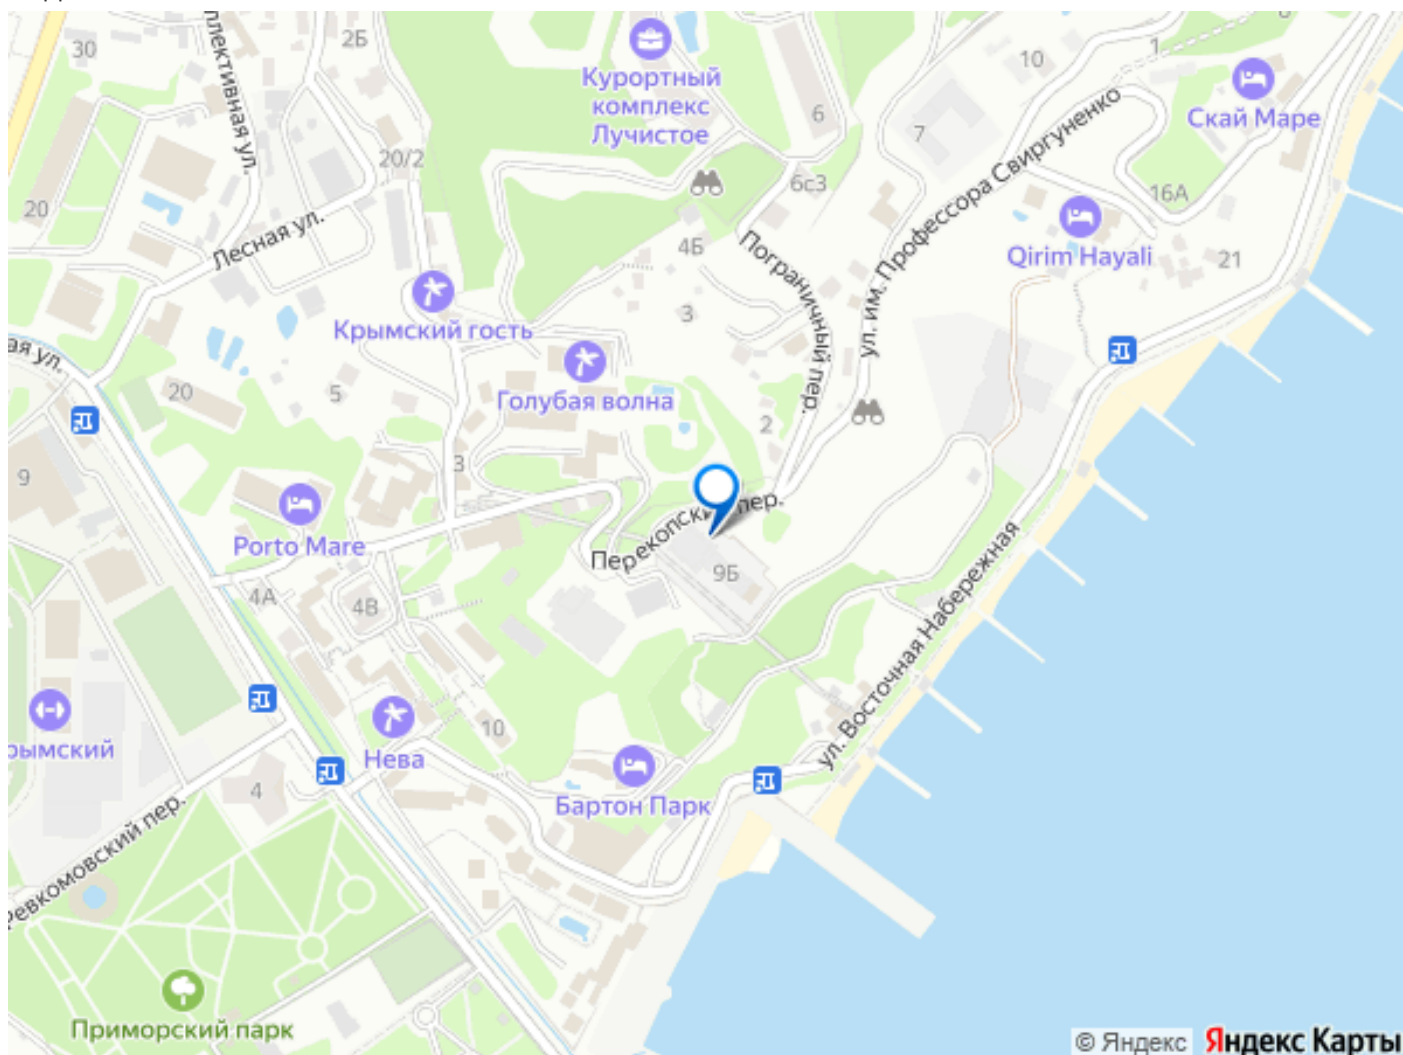 30
2Б
лективная ул.
20/2
20
Лесная ул.
Курортный
комплекс
Лучистое
6
6с3
7
10
1
Скай Маре
16А
ул. им. Профессора Свиргуненко
Qirim Hayali
21
4Б
Пограничный пер.
3
Крымский гость
Голубая волна
ая ул.
20
5
2
9
3
Porto Mare
Перекопский пер.
9Б
4А
4В
ул. Восточная Набережная
рымский
Нева
10
4
Бартон Парк
Ревкомовский пер.
Приморский парк
© Яндекс Яндекс Карты